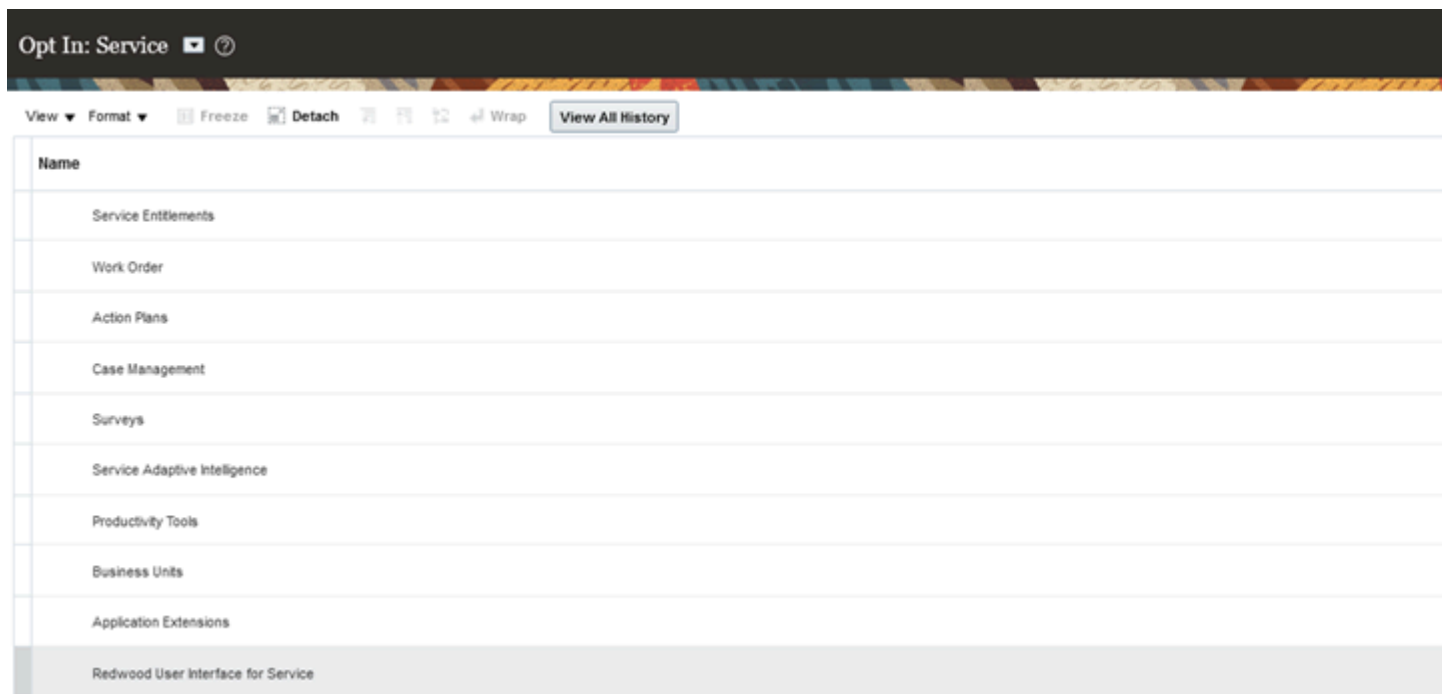 Opt In: Service
View Format Freeze Detach Wrap View All History
Name
Service Entitlements
Work Order
Action Plans
Case Management
Surveys
Service Adaptive Intelligence
Productivity Tools
Business Units
Application Extensions
Redwood User Interface for Service